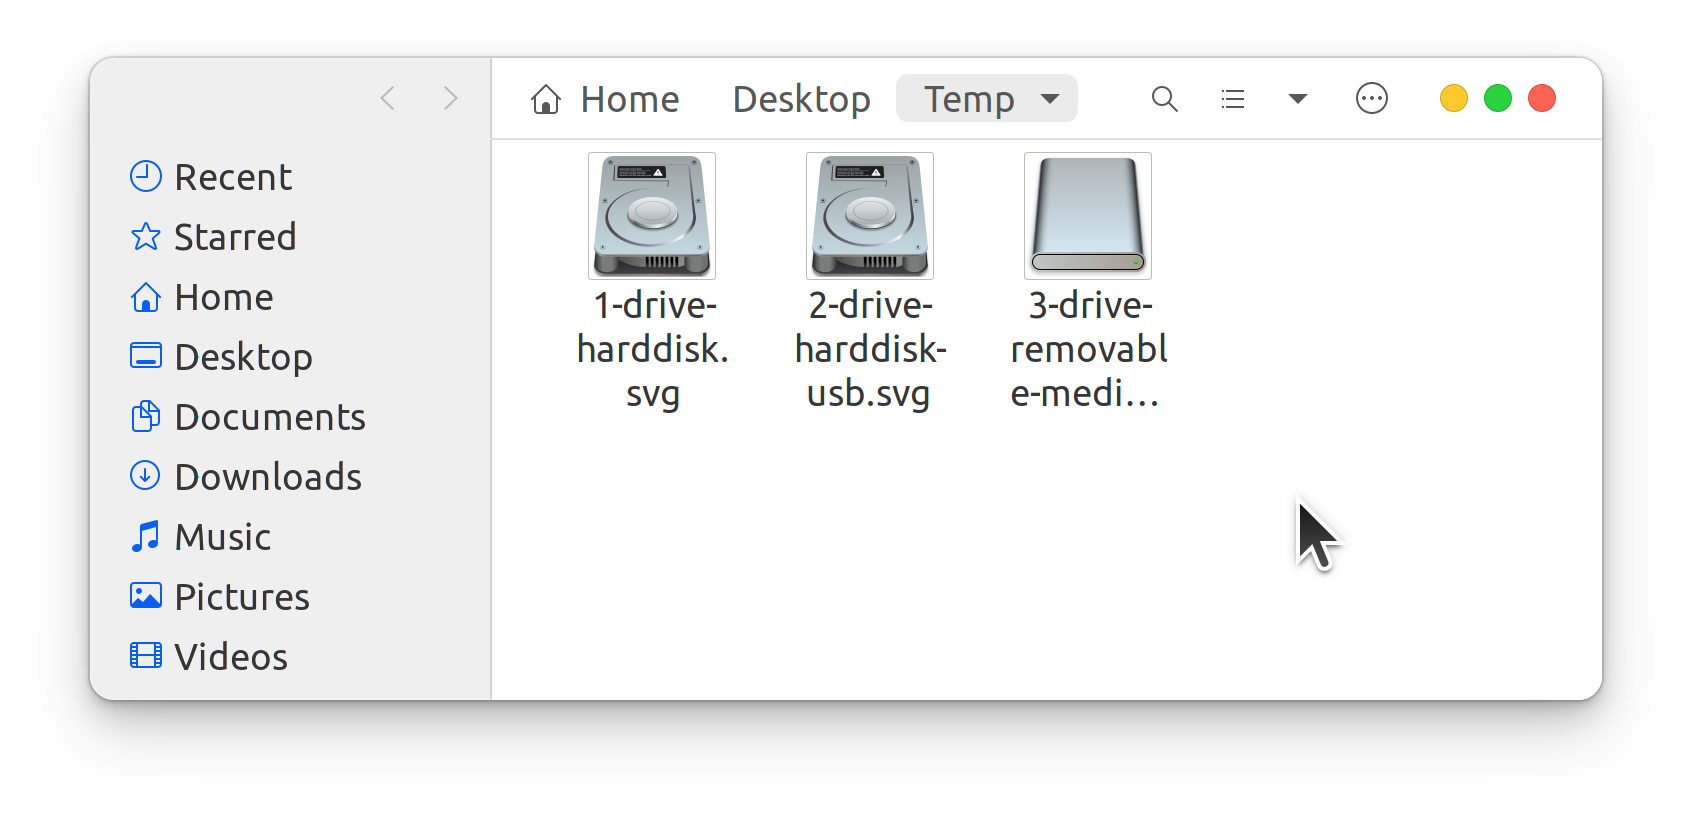 Home Desktop Temp
Recent
Starred
Home
Desktop
Documents
Downloads
Music
Pictures
Videos
1-drive-
harddisk.
svg
2-drive-
harddisk-
usb.svg
3-drive-
removabl
e-medi…